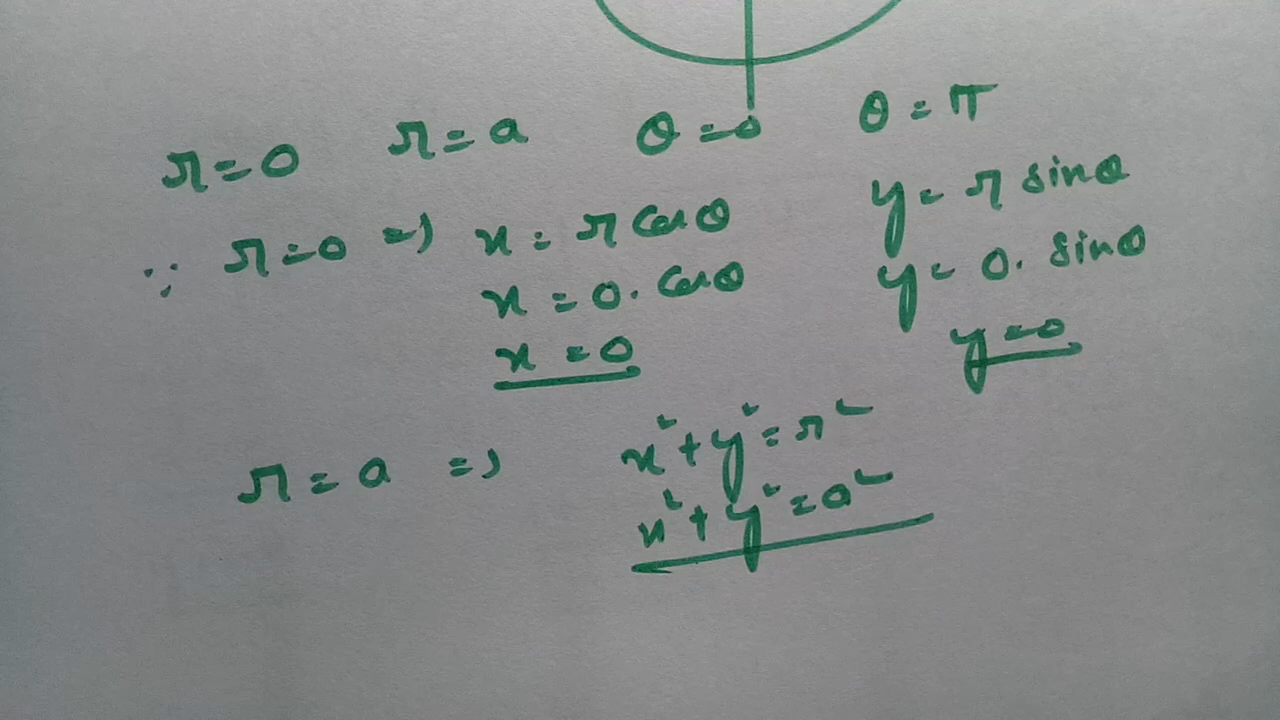 r=0 r=a θ=0 θ=π
∵ r=0 => x=r cosθ y=r sinθ
x=0. cosθ y=0. sinθ
x=0 y=0
r=a => x²+y²=r²
x²+y²=a²